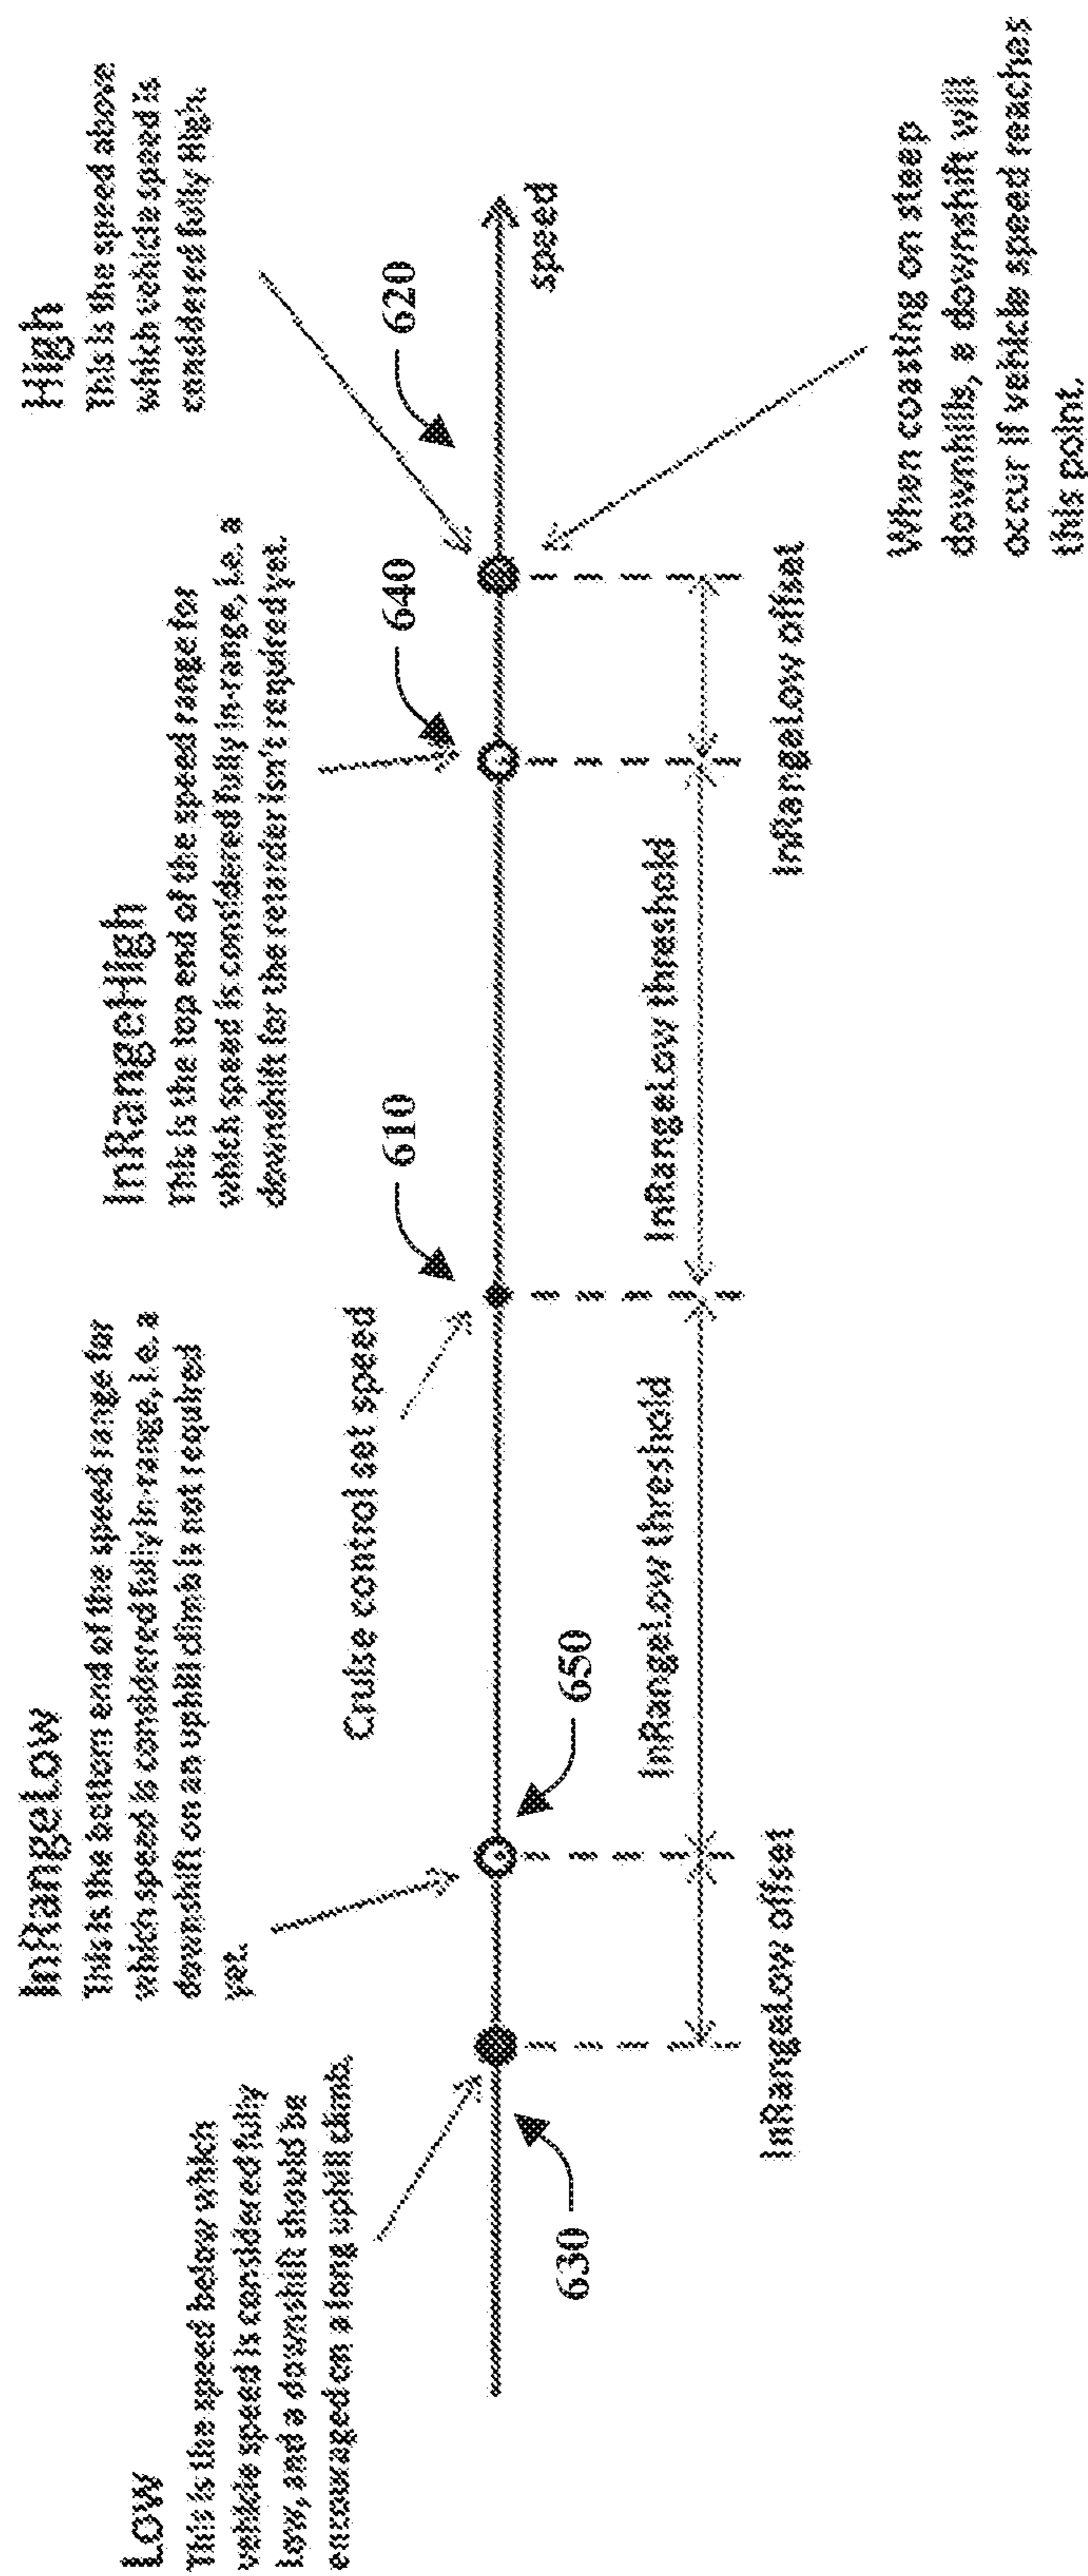 Low
This is the speed below which
vehicle speed is considered fully
Low, and a downshift should be
encouraged on a long uphill climb.
InRangeLow
This is the bottom end of the speed range for
which speed is considered fully in-range, i.e. a
downshift on an uphill climb is not required
yet.
InRangeHigh
This is the top end of the speed range for
which speed is considered fully in-range, i.e. a
downshift for the retarder isn't required yet.
High
This is the speed above
which vehicle speed is
considered fully High.
Cruise control set speed
610
640
620
630
650
speed
InRangeLow threshold
InRangeLow threshold
InRangeLow offset
InRangeLow offset
When coasting on steep
downhills, a downshift will
occur if vehicle speed reaches
this point.